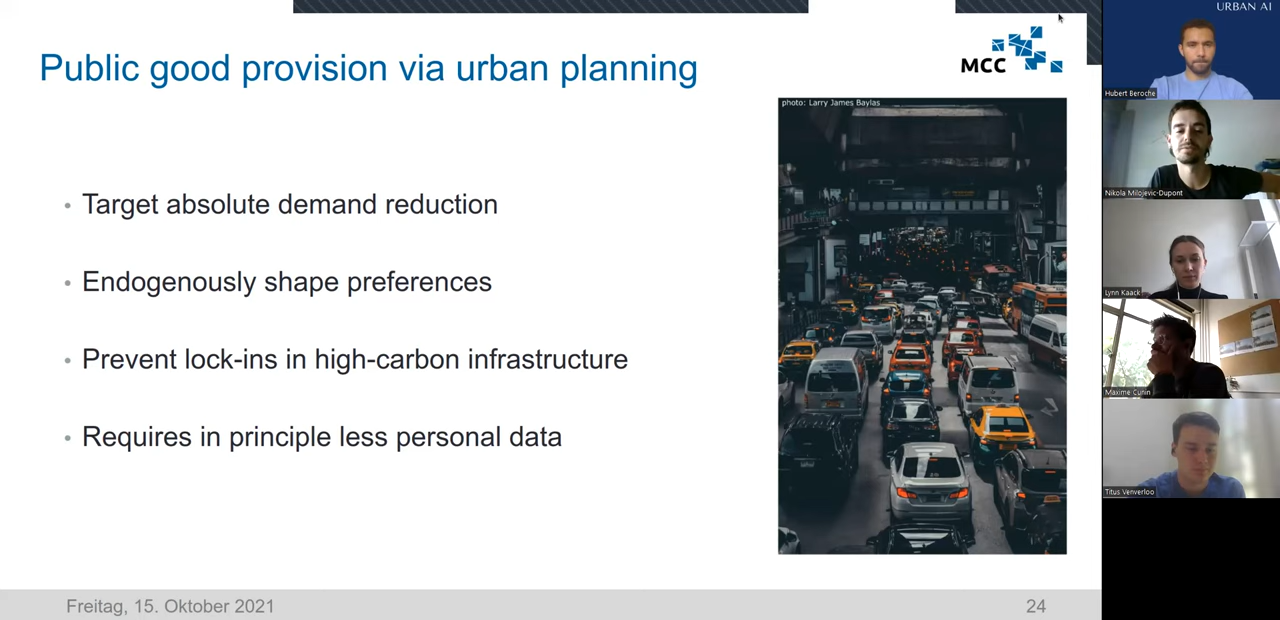 URBAN AI
Public good provision via urban planning
MCC
photo: Larry James Baylas
Hubert Beroche
Target absolute demand reduction
Nikola Milojevic-Dupont
Endogenously shape preferences
Lynn Kaack
Prevent lock-ins in high-carbon infrastructure
Maxime Cunin
Requires in principle less personal data
Titus Venverloo
Freitag, 15. Oktober 2021
24